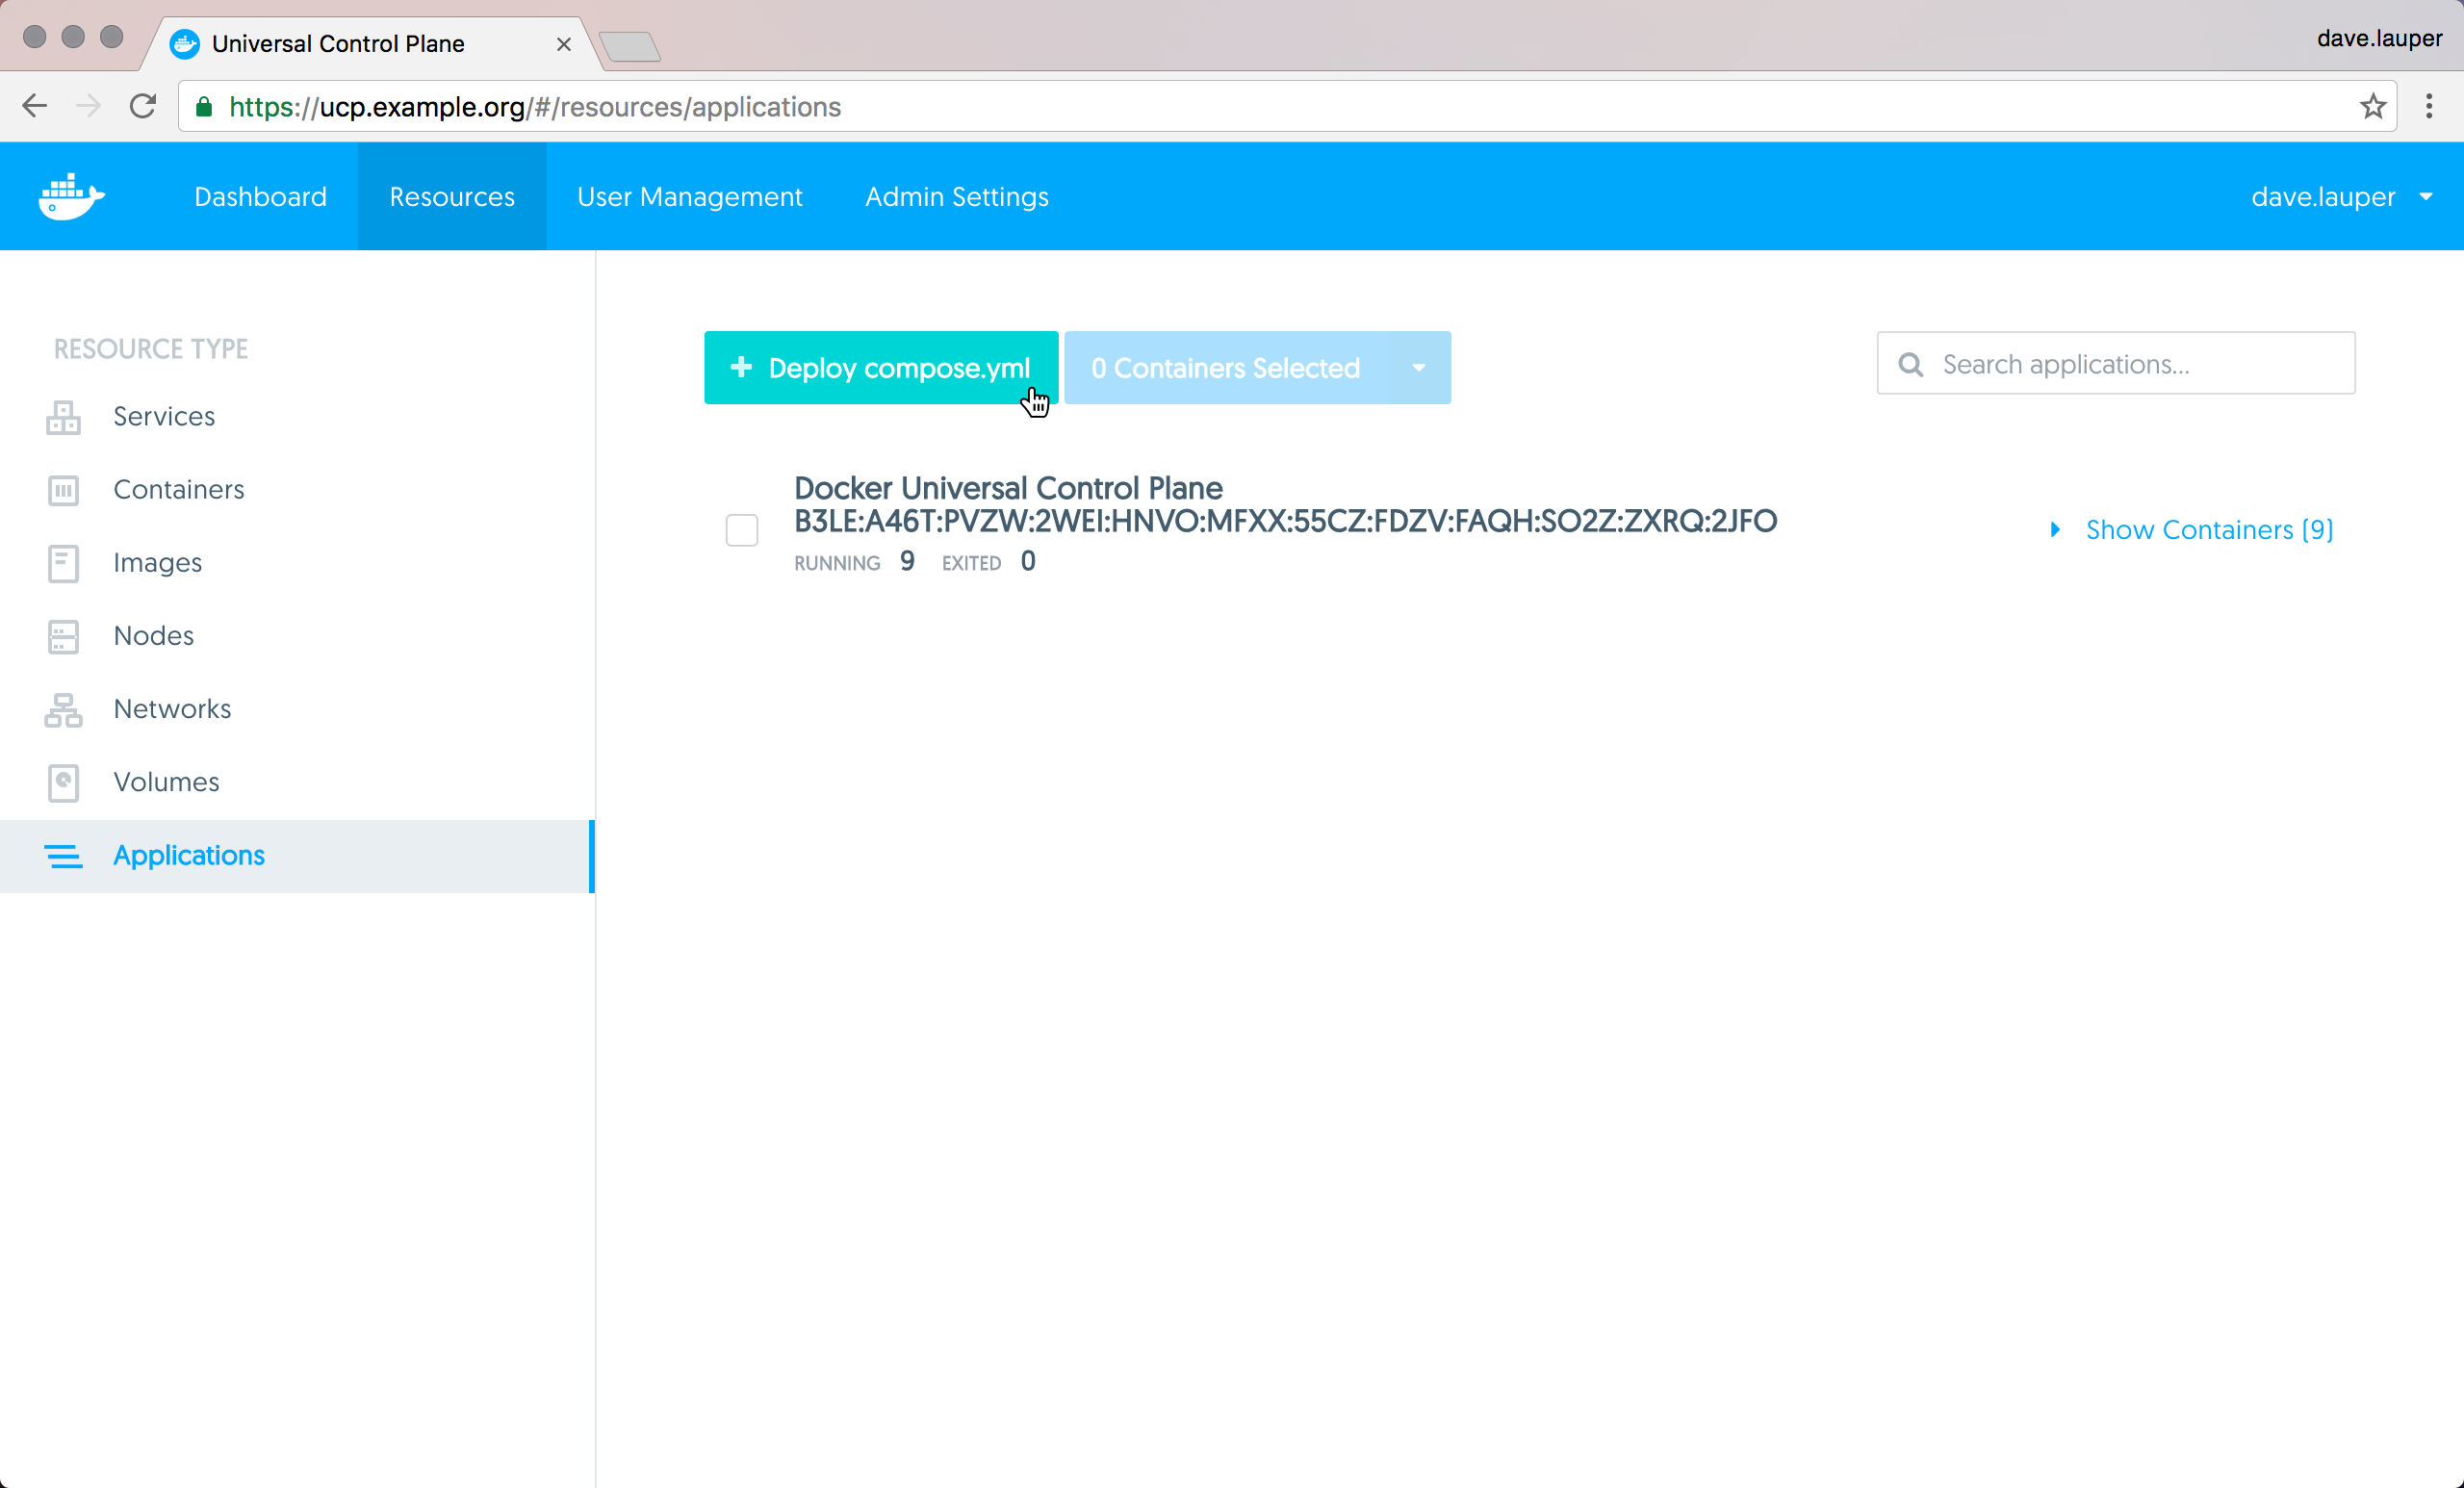 Universal Control Plane
dave.lauper
https://ucp.example.org/#/resources/applications
Dashboard
Resources
User Management
Admin Settings
dave.lauper
RESOURCE TYPE
Services
Containers
Images
Nodes
Networks
Volumes
Applications
Deploy compose.yml
0 Containers Selected
Search applications...
Docker Universal Control Plane
B3LE:A46T:PVZW:2WEI:HNVO:MFXX:55CZ:FDZV:FAQH:SO2Z:ZXRQ:2JFO
RUNNING 9 EXITED 0
Show Containers (9)